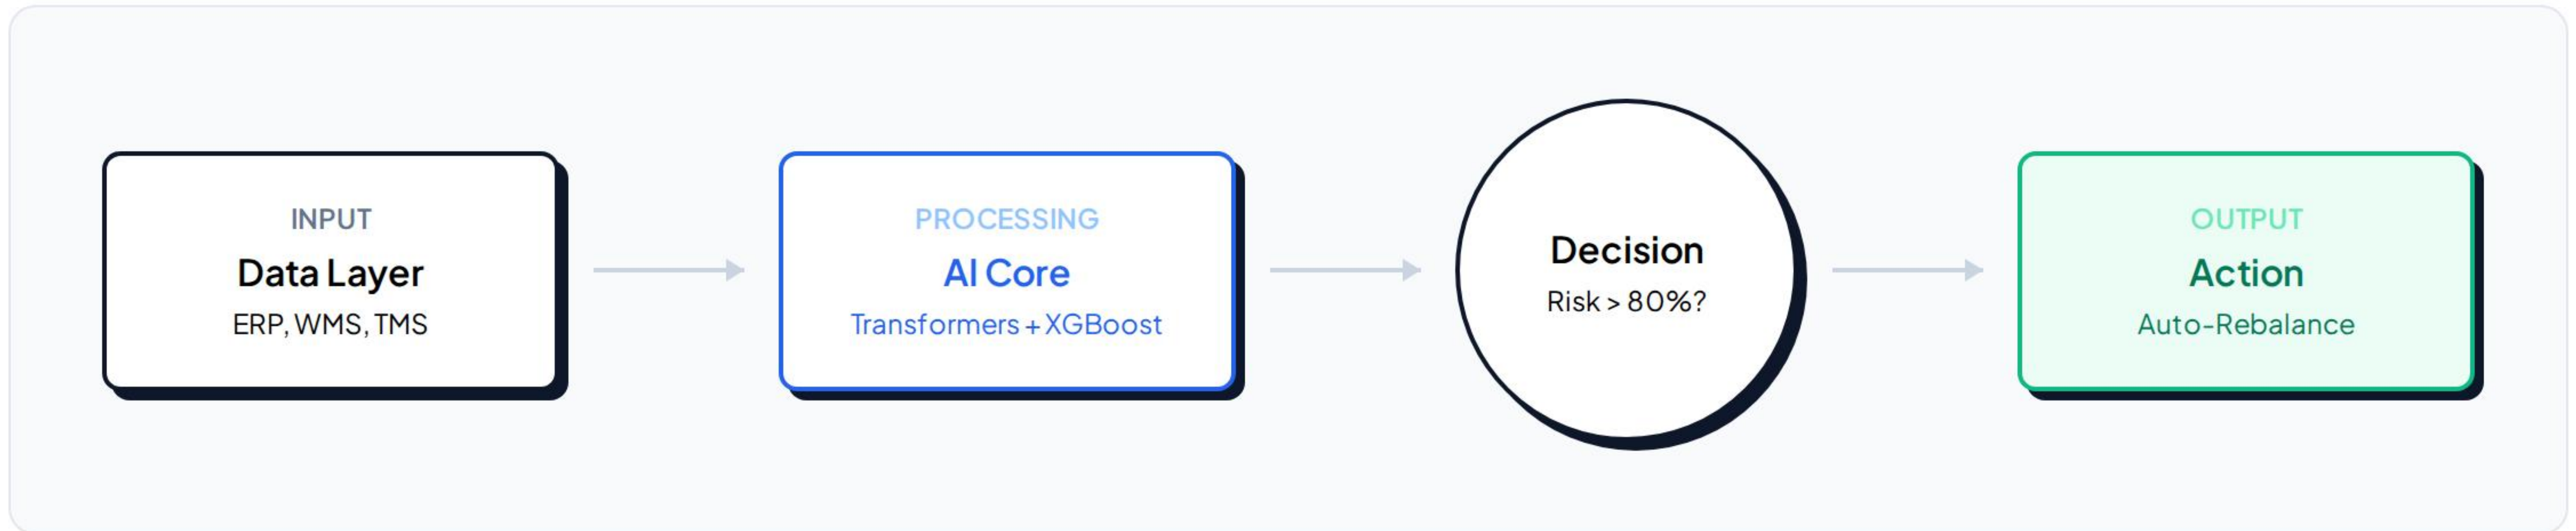 INPUT
Data Layer
ERP, WMS, TMS
PROCESSING
AI Core
Transformers + XGBoost
Decision
Risk > 80%?
OUTPUT
Action
Auto-Rebalance